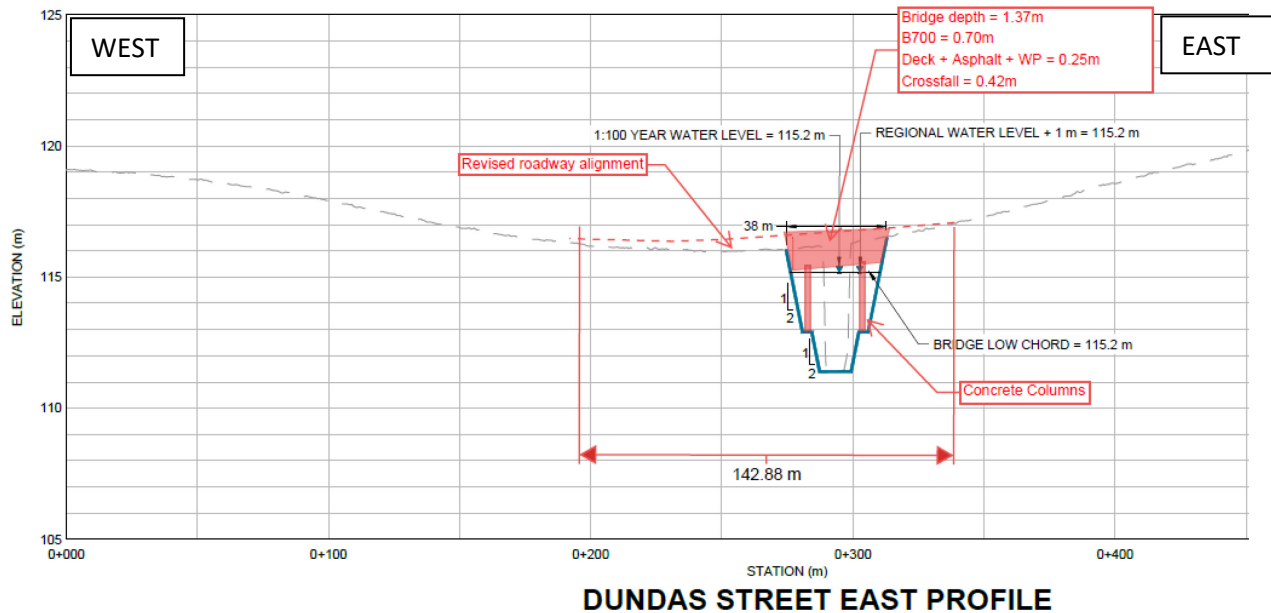 125
WEST
Bridge depth = 1.37m
B700 = 0.70m
Deck + Asphalt + WP = 0.25m
Crossfall = 0.42m
EAST
120
1:100 YEAR WATER LEVEL = 115.2 m
REGIONAL WATER LEVEL + 1 m = 115.2 m
Revised roadway alignment
38 m
ELEVATION (m)
115
1
2
BRIDGE LOW CHORD = 115.2 m
1
2
Concrete Columns
110
142.88 m
105
0+000
0+100
0+200
0+300
0+400
STATION (m)
DUNDAS STREET EAST PROFILE